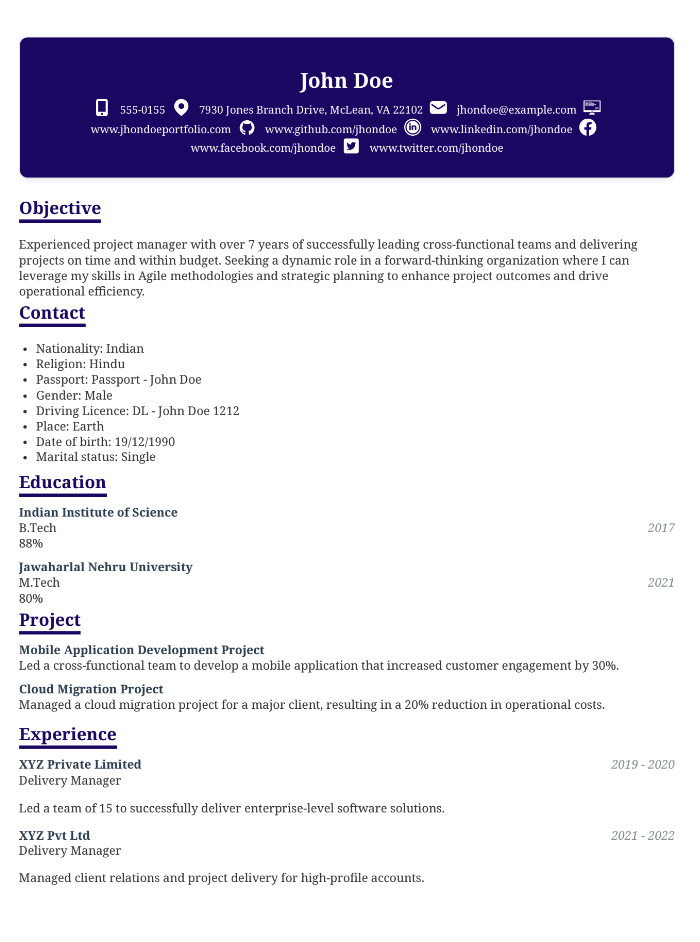 John Doe
555-0155 7930 Jones Branch Drive, McLean, VA 22102 jhondoe@example.com
www.jhondoeportfolio.com www.github.com/jhondoe www.linkedin.com/jhondoe
www.facebook.com/jhondoe www.twitter.com/jhondoe
Objective
Experienced project manager with over 7 years of successfully leading cross-functional teams and delivering
projects on time and within budget. Seeking a dynamic role in a forward-thinking organization where I can
leverage my skills in Agile methodologies and strategic planning to enhance project outcomes and drive
operational efficiency.
Contact
• Nationality: Indian
• Religion: Hindu
• Passport: Passport - John Doe
• Gender: Male
• Driving Licence: DL - John Doe 1212
• Place: Earth
• Date of birth: 19/12/1990
• Marital status: Single
Education
Indian Institute of Science
B.Tech 2017
88%
Jawaharlal Nehru University
M.Tech 2021
80%
Project
Mobile Application Development Project
Led a cross-functional team to develop a mobile application that increased customer engagement by 30%.
Cloud Migration Project
Managed a cloud migration project for a major client, resulting in a 20% reduction in operational costs.
Experience
XYZ Private Limited 2019 - 2020
Delivery Manager
Led a team of 15 to successfully deliver enterprise-level software solutions.
XYZ Pvt Ltd 2021 - 2022
Delivery Manager
Managed client relations and project delivery for high-profile accounts.